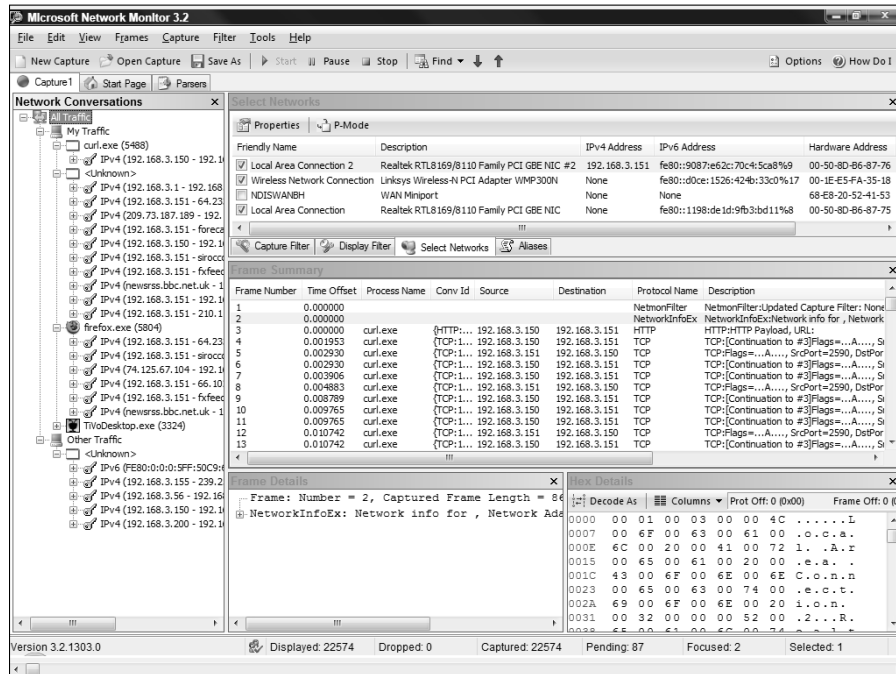 Microsoft Network Monitor 3.2
File Edit View Frames Capture Filter Tools Help
New Capture Open Capture Save As Start Pause Stop Find Options How Do I
Capture1 Start Page Parsers
Network Conversations
All Traffic
My Traffic
curl.exe (5488)
IPv4 (192.168.3.150 - 192.1
<Unknown>
IPv4 (192.168.3.1 - 192.168
IPv4 (192.168.3.151 - 64.23
IPv4 (209.73.187.189 - 192.
IPv4 (192.168.3.151 - foreca
IPv4 (192.168.3.150 - 192.1
IPv4 (192.168.3.151 - sirocc
IPv4 (192.168.3.151 - fxfeed
IPv4 (newsrss.bbc.net.uk - 1
IPv4 (192.168.3.151 - 192.1
IPv4 (192.168.3.151 - 210.1
firefox.exe (5804)
IPv4 (192.168.3.151 - 64.23
IPv4 (192.168.3.151 - sirocc
IPv4 (74.125.67.104 - 192.1
IPv4 (192.168.3.151 - 66.10
IPv4 (192.168.3.151 - fxfeed
IPv4 (newsrss.bbc.net.uk - 1
TiVoDesktop.exe (3324)
Other Traffic
<Unknown>
IPv6 (FE80:0:0:0:5FF:50C9:6
IPv4 (192.168.3.155 - 239.2
IPv4 (192.168.3.56 - 192.168
IPv4 (192.168.3.150 - 192.1
IPv4 (192.168.3.200 - 192.1
Select Networks
Properties P-Mode
Friendly Name Description IPv4 Address IPv6 Address Hardware Address
Local Area Connection 2 Realtek RTL8169/8110 Family PCI GBE NIC #2 192.168.3.151 fe80::9087:e62c:70c4:5ca8%9 00-50-8D-B6-87-76
Wireless Network Connection Linksys Wireless-N PCI Adapter WMP300N None fe80::d0ce:1526:424b:33c0%17 00-1E-E5-FA-35-18
NDISWANBH WAN Miniport None None 68-E8-20-52-41-53
Local Area Connection Realtek RTL8169/8110 Family PCI GBE NIC None fe80::1198:de1d:9fb3:bd11%8 00-50-8D-B6-87-75
Capture Filter Display Filter Select Networks Aliases
Frame Summary
Frame Number Time Offset Process Name Conv Id Source Destination Protocol Name Description
1 0.000000 NetmonFilter NetmonFilter:Updated Capture Filter: None
2 0.000000 NetworkInfoEx NetworkInfoEx:Network info for , Network
3 0.000000 curl.exe {HTTP:... 192.168.3.150 192.168.3.151 HTTP HTTP:HTTP Payload, URL:
4 0.001953 curl.exe {TCP:1... 192.168.3.150 192.168.3.151 TCP TCP:[Continuation to #3]Flags=...A...., Sr
5 0.002930 curl.exe {TCP:1... 192.168.3.151 192.168.3.150 TCP TCP:Flags=...A...., SrcPort=2590, DstPor
6 0.002930 curl.exe {TCP:1... 192.168.3.150 192.168.3.151 TCP TCP:[Continuation to #3]Flags=...A...., Sr
7 0.003906 curl.exe {TCP:1... 192.168.3.150 192.168.3.151 TCP TCP:[Continuation to #3]Flags=...A...., Sr
8 0.004883 curl.exe {TCP:1... 192.168.3.151 192.168.3.150 TCP TCP:Flags=...A...., SrcPort=2590, DstPor
9 0.008789 curl.exe {TCP:1... 192.168.3.150 192.168.3.151 TCP TCP:[Continuation to #3]Flags=...A...., Sr
10 0.009765 curl.exe {TCP:1... 192.168.3.150 192.168.3.151 TCP TCP:[Continuation to #3]Flags=...A...., Sr
11 0.009765 curl.exe {TCP:1... 192.168.3.150 192.168.3.151 TCP TCP:[Continuation to #3]Flags=...A...., Sr
12 0.010742 curl.exe {TCP:1... 192.168.3.151 192.168.3.150 TCP TCP:Flags=...A...., SrcPort=2590, DstPor
13 0.010742 curl.exe {TCP:1... 192.168.3.150 192.168.3.151 TCP TCP:[Continuation to #3]Flags=...A...., Sr
Frame Details
Frame: Number = 2, Captured Frame Length = 86
NetworkInfoEx: Network info for , Network Ada
Hex Details
Decode As Columns Prot Off: 0 (0x00) Frame Off: 0 (0
0000 00 01 00 03 00 00 4C ......L
0007 00 6F 00 63 00 61 00 .o.c.a.
000E 6C 00 20 00 41 00 72 l. .A.r
0015 00 65 00 61 00 20 00 .e.a. .
001C 43 00 6F 00 6E 00 6E C.o.n.n
0023 00 65 00 63 00 74 00 .e.c.t.
002A 69 00 6F 00 6E 00 20 i.o.n.
0031 00 32 00 00 00 52 00 .2...R.
0038 65 00 61 00 6C 00 74 e.a.l.t
Version 3.2.1303.0 Displayed: 22574 Dropped: 0 Captured: 22574 Pending: 87 Focused: 2 Selected: 1